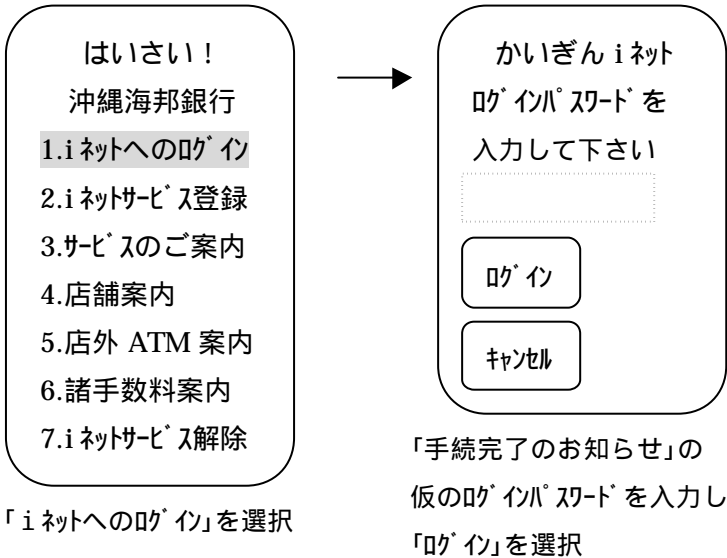 はいさい！
沖縄海邦銀行
1.iﾈｯﾄへのﾛｸﾞｲﾝ
2.iﾈｯﾄｻｰﾋﾞｽ登録
3.ｻｰﾋﾞｽのご案内
4.店舗案内
5.店外 ATM 案内
6.諸手数料案内
7.iﾈｯﾄｻｰﾋﾞｽ解除
「ｉﾈｯﾄへのﾛｸﾞｲﾝ」を選択
かいぎん iﾈｯﾄ
ﾛｸﾞｲﾝﾊﾟｽﾜｰﾄﾞを
入力して下さい
ﾛｸﾞｲﾝ
ｷｬﾝｾﾙ
「手続完了のお知らせ」の
仮のﾛｸﾞｲﾝﾊﾟｽﾜｰﾄﾞを入力し
「ﾛｸﾞｲﾝ」を選択